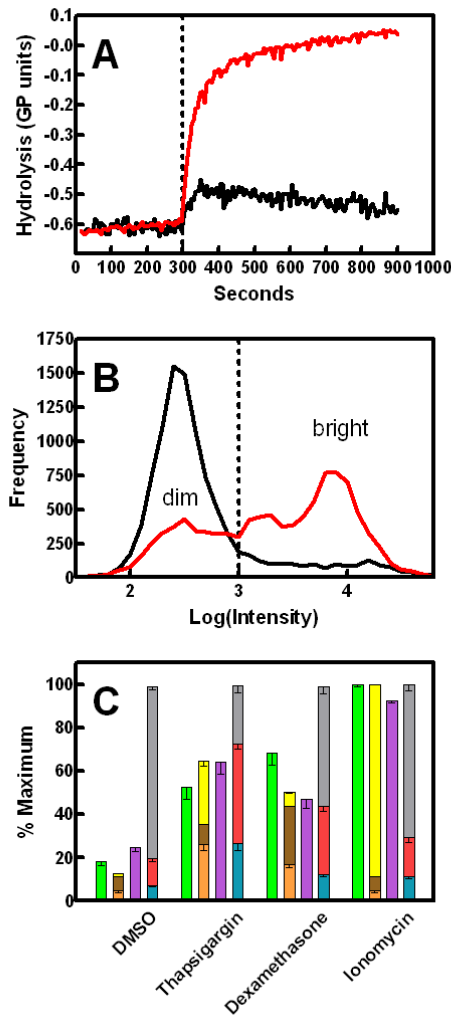 A
Hydrolysis (GP units)
0.1
-0.0
-0.1
-0.2
-0.3
-0.4
-0.5
-0.6
0 100 200 300 400 500 600 700 800 900 1000
Seconds
B
Frequency
1750
1500
1250
1000
750
500
250
0
dim
bright
2 3 4
Log(Intensity)
C
% Maximum
100
80
60
40
20
0
DMSO
Thapsigargin
Dexamethasone
Ionomycin